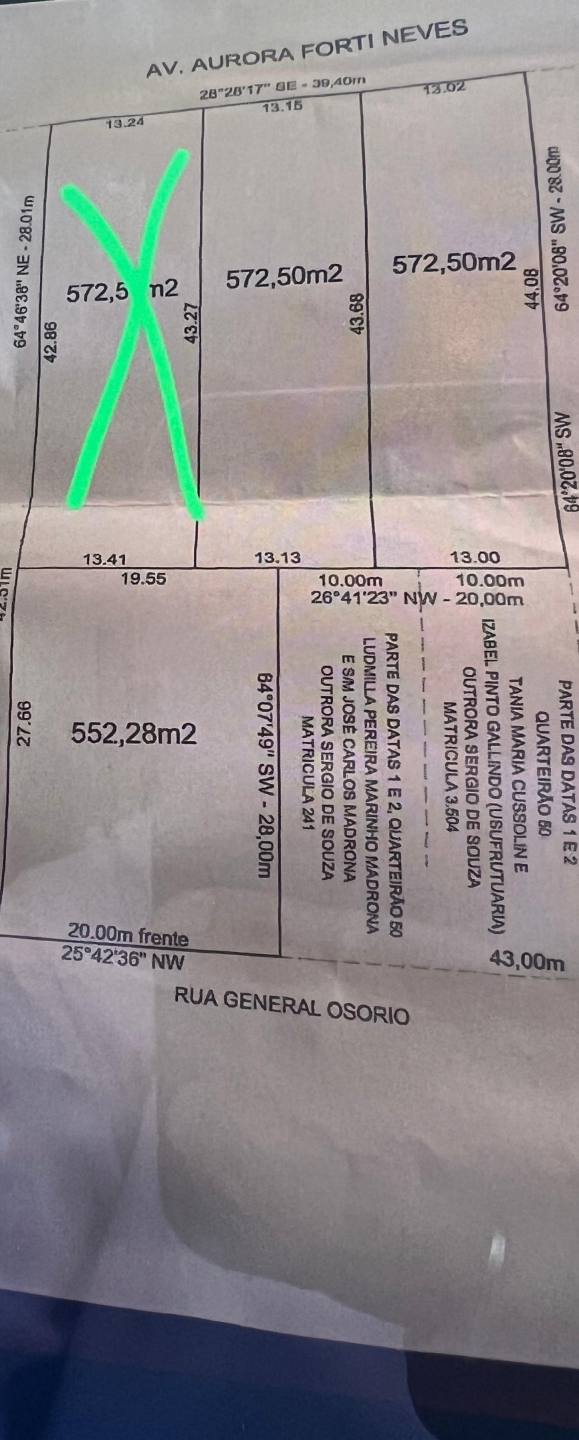 AV. AURORA FORTI NEVES
28°28'17" SE - 39,40m
13.24
13.15
13.02
64°46'38" NE - 28.01m
42.86
572,5 m2
43.27
572,50m2
43.68
572,50m2
44.08
64°20'08" SW - 28.00m
64°20'08" SW
13.41
13.13
13.00
19.55
10.00m
10.00m
26°41'23" NW - 20,00m
27.66
552,28m2
64°07'49" SW - 28,00m
PARTE DAS DATAS 1 E 2, QUARTEIRÃO 50
LUDMILLA PEREIRA MARINHO MADRONA
E S/M JOSÉ CARLOS MADRONA
OUTRORA SERGIO DE SOUZA
MATRICULA 241
PARTE DAS DATAS 1 E 2
QUARTEIRÃO 50
TANIA MARIA CUSSOLIN E
IZABEL PINTO GALLINDO (USUFRUTUARIA)
OUTRORA SERGIO DE SOUZA
MATRICULA 3.504
20.00m frente
25°42'36" NW
43,00m
RUA GENERAL OSORIO